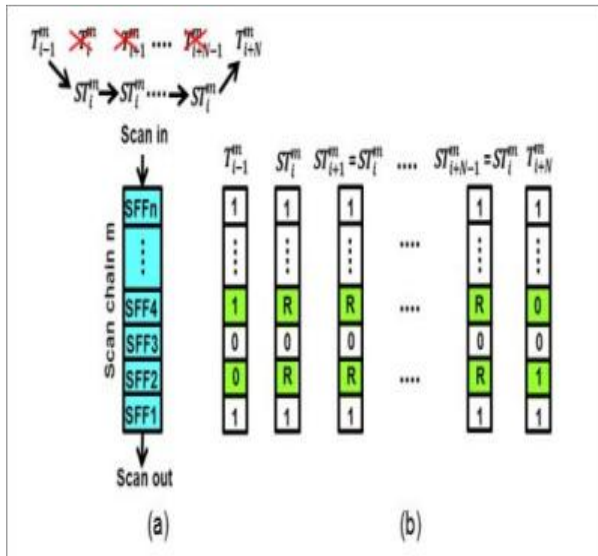 T_{i-1}^m T_i^m T_{i+1}^m .... T_{i+N-1}^m T_{i+N}^m
ST_i^m ST_i^m ..... ST_i^m
Scan in
T_{i-1}^m ST_i^m ST_{i+1}^m = ST_i^m .... ST_{i+N-1}^m = ST_i^m T_{i+N}^m
Scan chain m
SFFn 1 1 1 1 1
⋮ ⋮ ⋮ ⋮ .... ⋮ ⋮
SFF4 1 R R .... R 0
SFF3 0 0 0 0 0
SFF2 0 R R .... R 1
SFF1 1 1 1 1 1
Scan out
(a) (b)